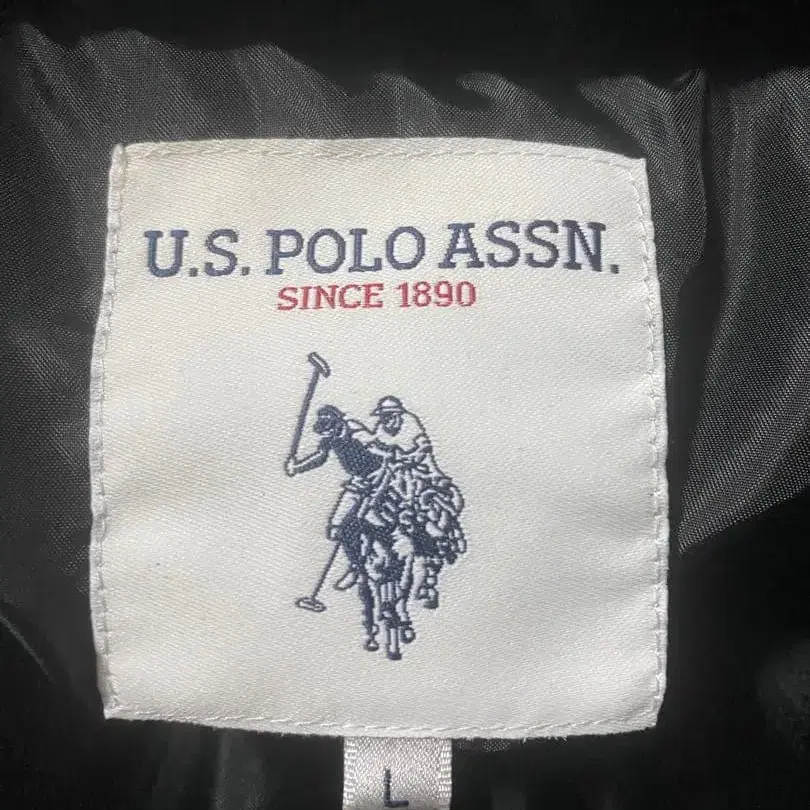 U.S. POLO ASSN.
SINCE 1890
L